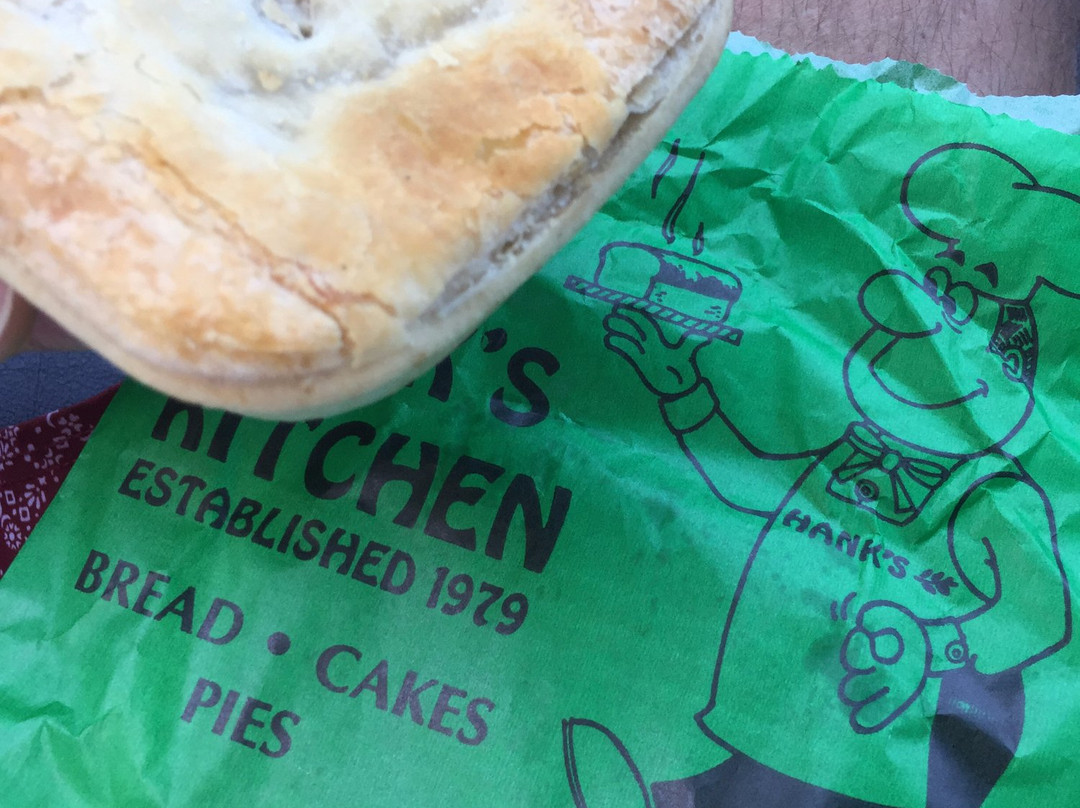 KITCHEN
ESTABLISHED 1979
BREAD • CAKES
PIES
HANK'S